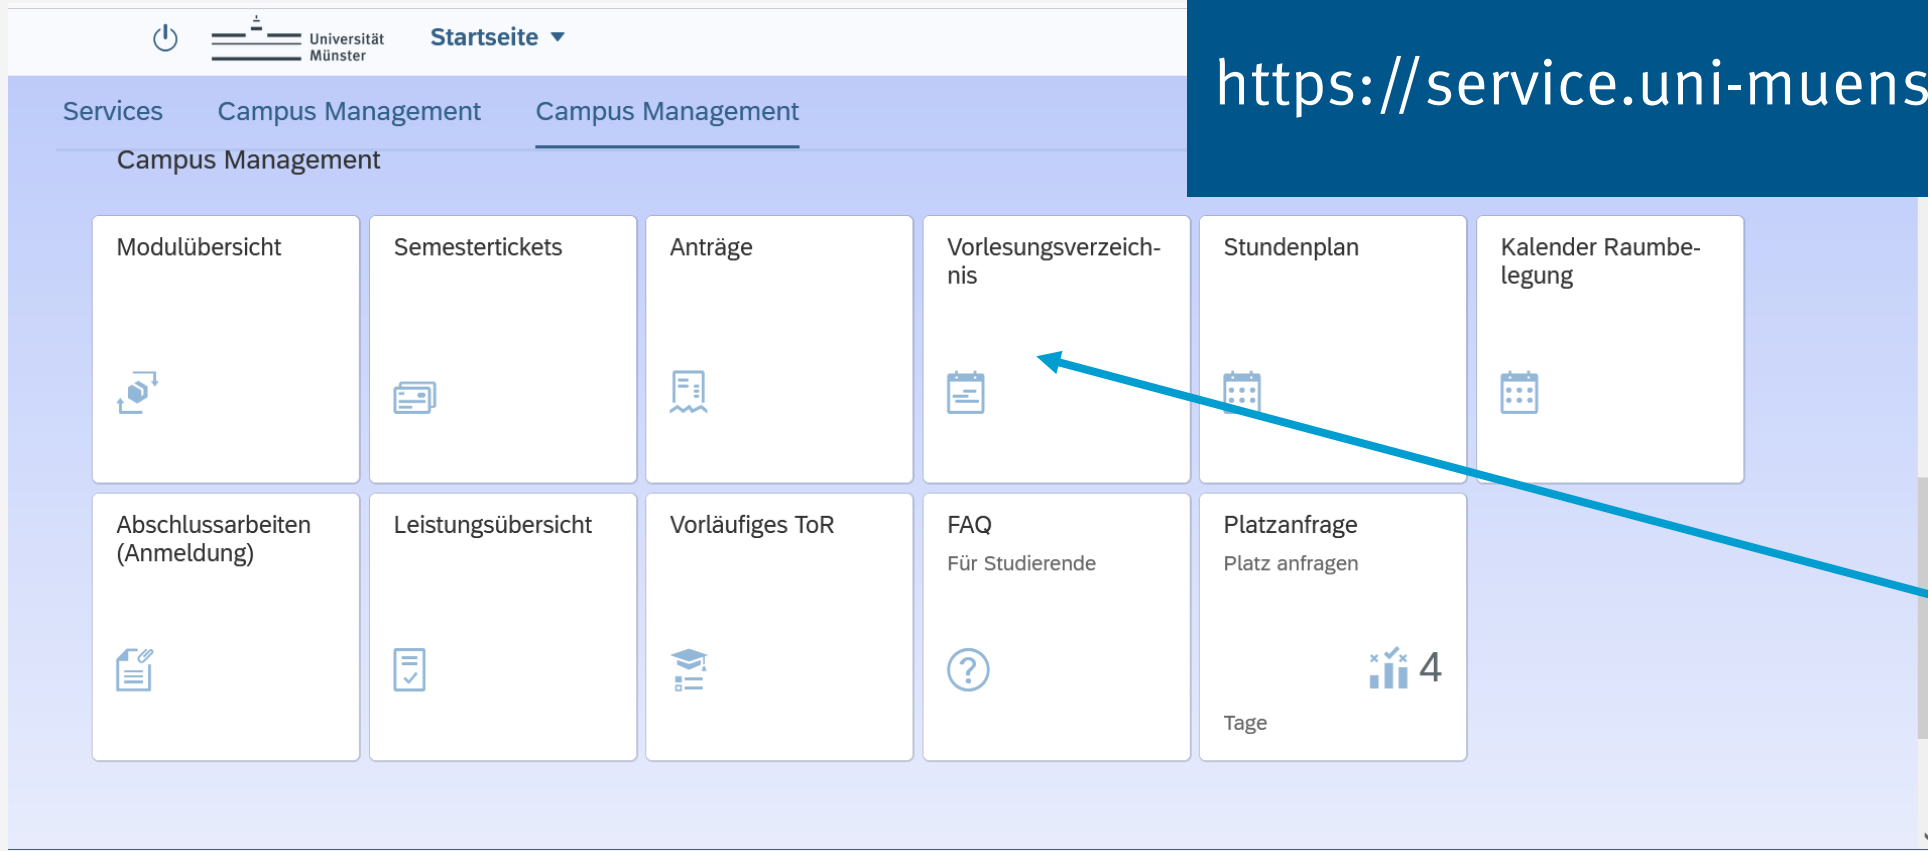 Universität
Münster
Startseite
https://service.uni-muens
Services
Campus Management
Campus Management
Campus Management
Modulübersicht
Semestertickets
Anträge
Vorlesungsverzeich-
nis
Stundenplan
Kalender Raumbe-
legung
Abschlussarbeiten
(Anmeldung)
Leistungsübersicht
Vorläufiges ToR
FAQ
Für Studierende
Platzanfrage
Platz anfragen
4
Tage